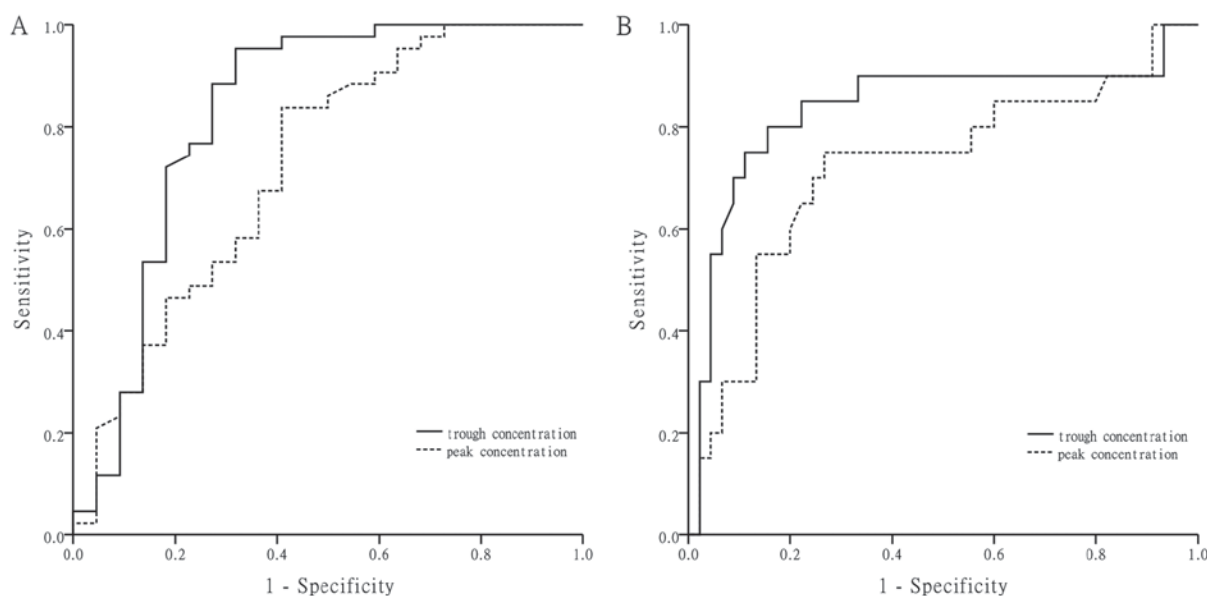 A
1.0
0.8
0.6
0.4
0.2
0.0
Sensitivity
trough concentration
peak concentration
0.0 0.2 0.4 0.6 0.8 1.0
1 - Specificity
B
1.0
0.8
0.6
0.4
0.2
0.0
Sensitivity
trough concentration
peak concentration
0.0 0.2 0.4 0.6 0.8 1.0
1 - Specificity